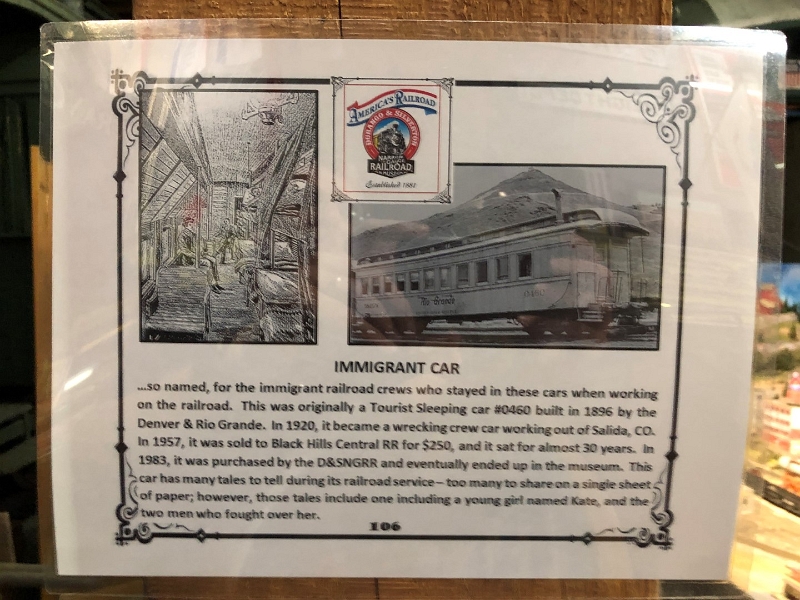 AMERICA'S RAILROAD
DURANGO & SILVERTON
NARROW GAUGE
RAILROAD
MUSEUM
Established 1881
Rio Grande
0460
IMMIGRANT CAR
...so named, for the immigrant railroad crews who stayed in these cars when working
on the railroad. This was originally a Tourist Sleeping car #0460 built in 1896 by the
Denver & Rio Grande. In 1920, it became a wrecking crew car working out of Salida, CO.
In 1957, it was sold to Black Hills Central RR for $250, and it sat for almost 30 years. In
1983, it was purchased by the D&SNGRR and eventually ended up in the museum. This
car has many tales to tell during its railroad service–too many to share on a single sheet
of paper; however, those tales include one including a young girl named Kate, and the
two men who fought over her.
106